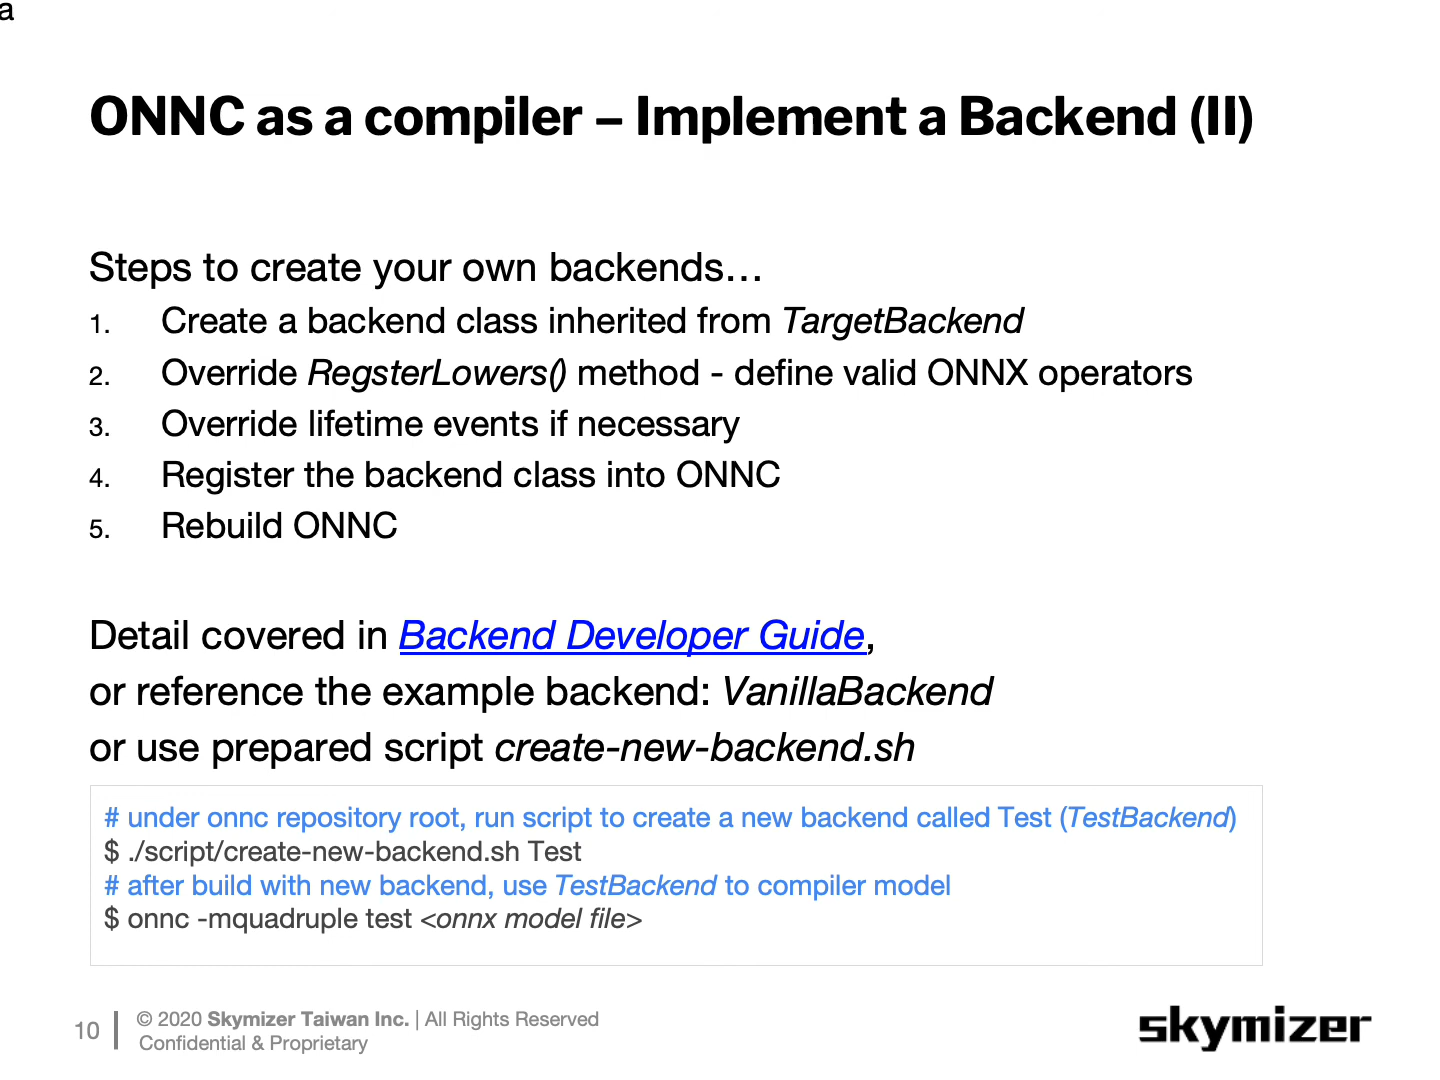 a
ONNC as a compiler – Implement a Backend (II)
Steps to create your own backends…
1. Create a backend class inherited from TargetBackend
2. Override RegsterLowers() method - define valid ONNX operators
3. Override lifetime events if necessary
4. Register the backend class into ONNC
5. Rebuild ONNC
Detail covered in Backend Developer Guide,
or reference the example backend: VanillaBackend
or use prepared script create-new-backend.sh
# under onnc repository root, run script to create a new backend called Test (TestBackend)
$ ./script/create-new-backend.sh Test
# after build with new backend, use TestBackend to compiler model
$ onnc -mquadruple test <onnx model file>
10 © 2020 Skymizer Taiwan Inc. | All Rights Reserved
Confidential & Proprietary
skymizer